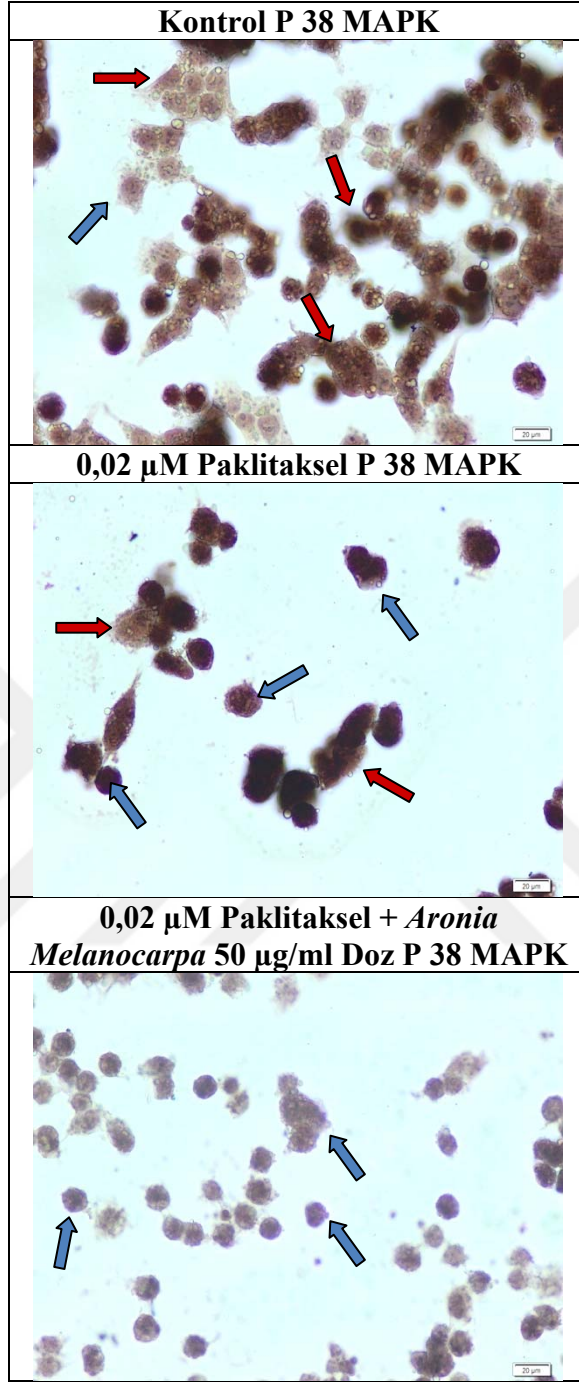 Kontrol P 38 MAPK
20 µm
0,02 µM Paklitaksel P 38 MAPK
20 µm
0,02 µM Paklitaksel + Aronia
Melanocarpa 50 µg/ml Doz P 38 MAPK
20 µm